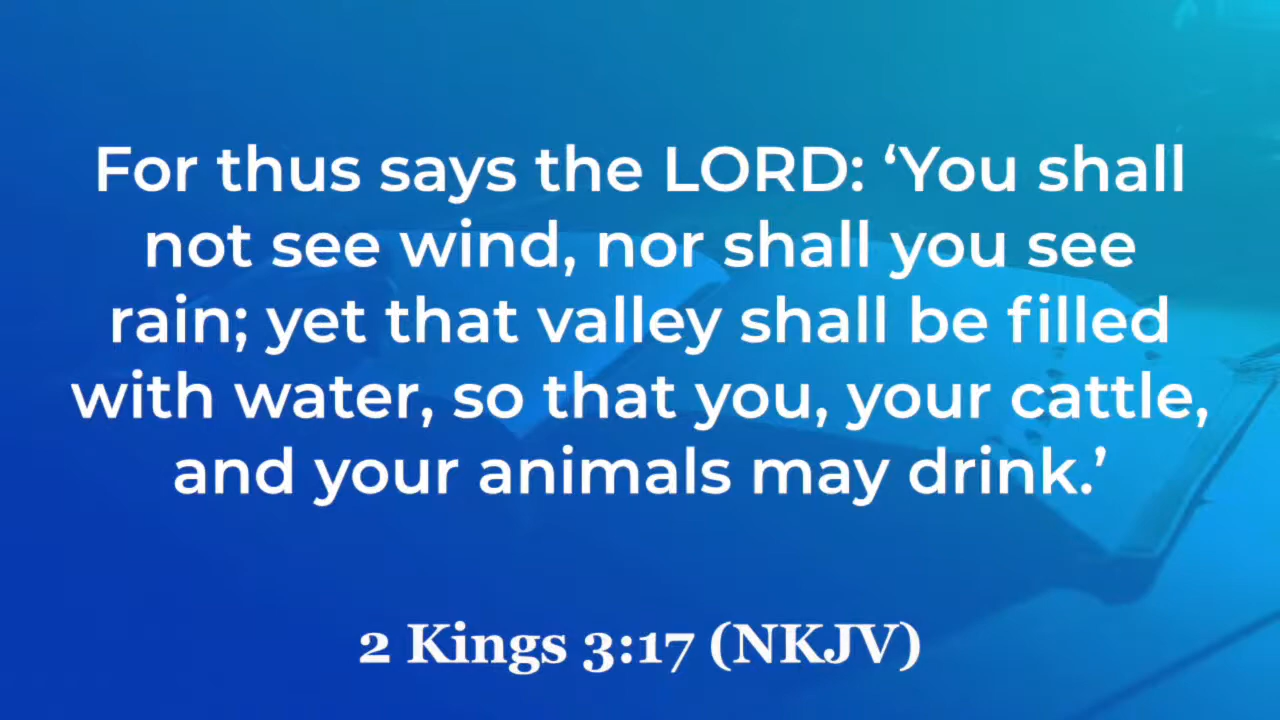 For thus says the LORD: ‘You shall
not see wind, nor shall you see
rain; yet that valley shall be filled
with water, so that you, your cattle,
and your animals may drink.’
2 Kings 3:17 (NKJV)